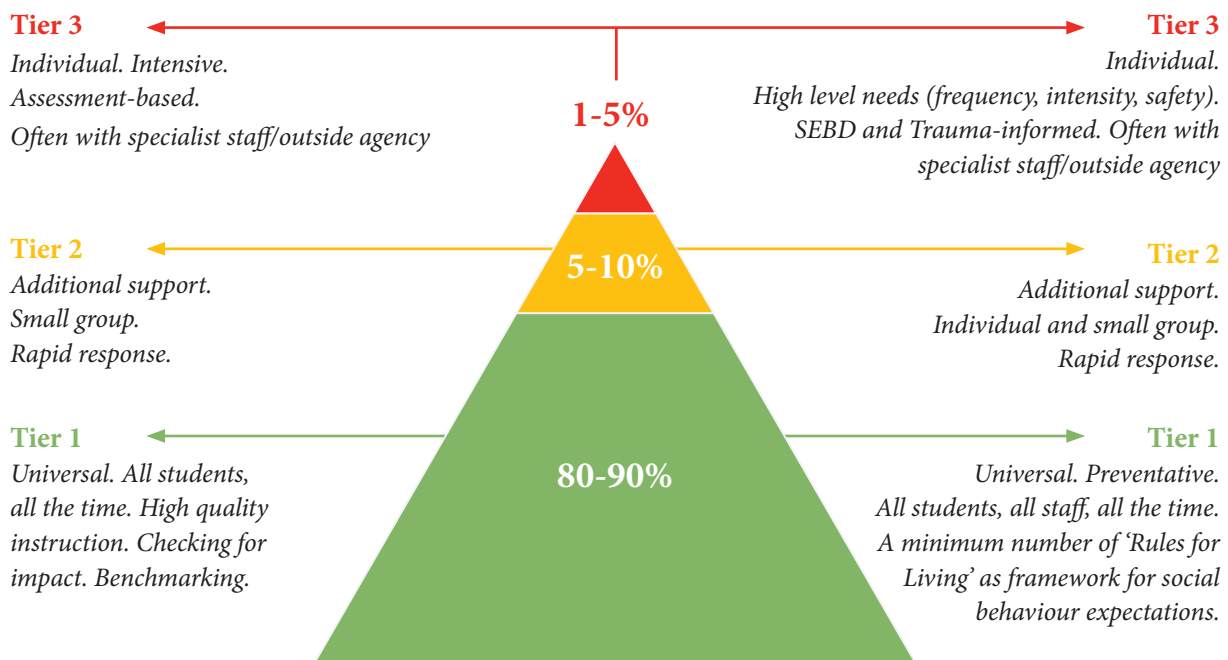 Tier 3
Individual. Intensive.
Assessment-based.
Often with specialist staff/outside agency
1-5%
Tier 3
Individual.
High level needs (frequency, intensity, safety).
SEBD and Trauma-informed. Often with
specialist staff/outside agency
Tier 2
Additional support.
Small group.
Rapid response.
5-10%
Tier 2
Additional support.
Individual and small group.
Rapid response.
Tier 1
Universal. All students,
all the time. High quality
instruction. Checking for
impact. Benchmarking.
80-90%
Tier 1
Universal. Preventative.
All students, all staff, all the time.
A minimum number of ‘Rules for
Living’ as framework for social
behaviour expectations.